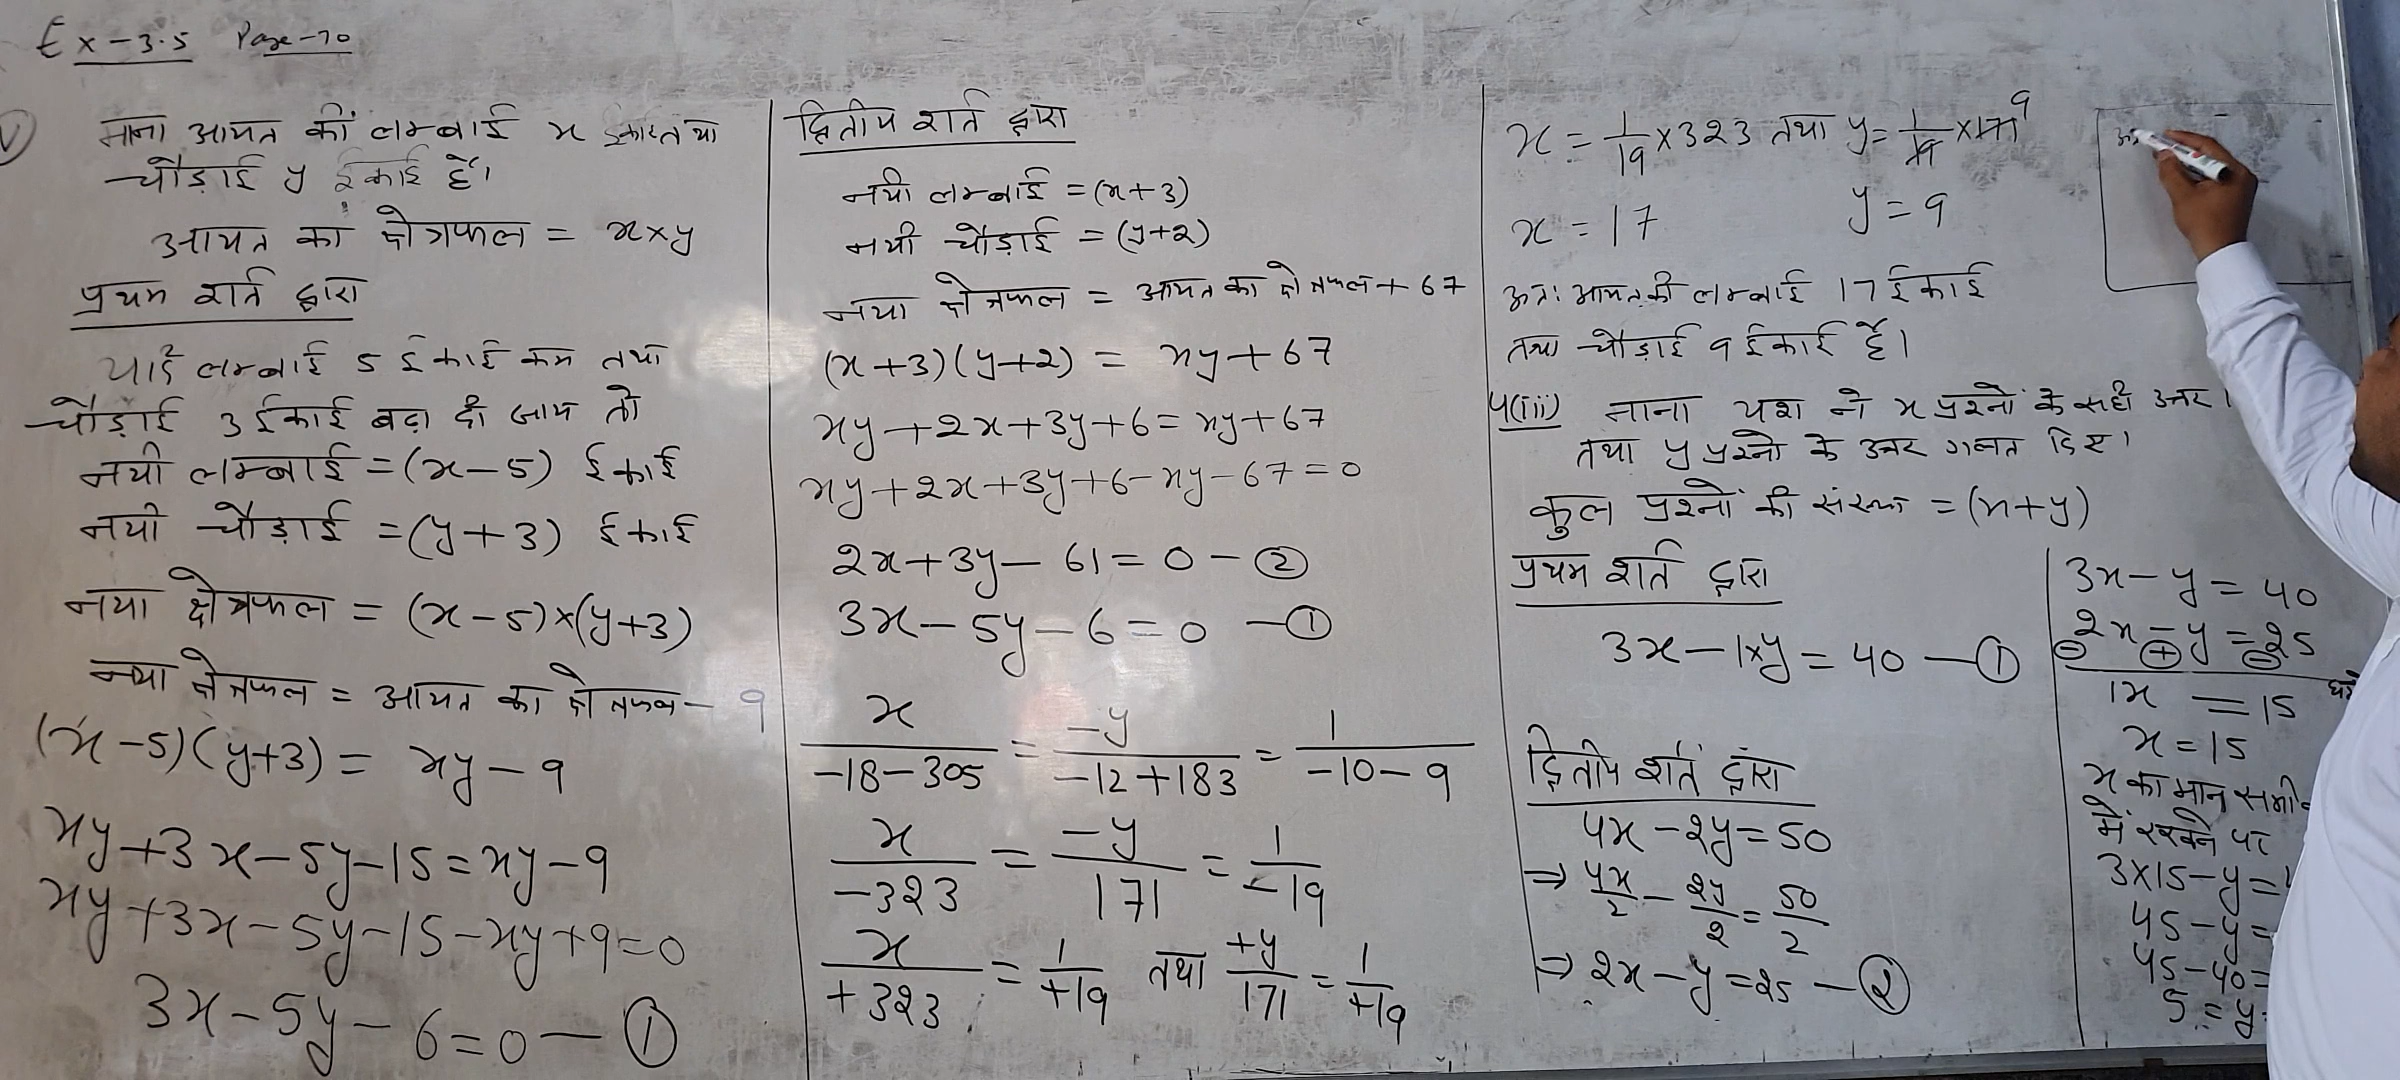 Ex-3.5 Page-70
V)
माना आयत की लम्बाई x इकाई तथा
चौड़ाई y ईकाई है।
आयत का क्षेत्रफल = x×y
प्रथम शर्त द्वारा
यदि लम्बाई 5 ईकाई कम तथा
चौड़ाई 3 ईकाई बढ़ा दी जाय तो
नयी लम्बाई = (x-5) ईकाई
नयी चौड़ाई = (y+3) ईकाई
नया क्षेत्रफल = (x-5)×(y+3)
नया क्षेत्रफल = आयत का क्षेत्रफल - 9
(x-5)(y+3) = xy-9
xy+3x-5y-15=xy-9
xy+3x-5y-15-xy+9=0
3x-5y-6=0-①
द्वितीय शर्त द्वारा
नयी लम्बाई = (x+3)
नयी चौड़ाई = (y+2)
नया क्षेत्रफल = आयत का क्षेत्रफल + 67
(x+3)(y+2) = xy+67
xy+2x+3y+6=xy+67
xy+2x+3y+6-xy-67=0
2x+3y-61=0-②
3x-5y-6=0-①
x/-18-305 = -y/-12+183 = 1/-10-9
x/-323 = -y/171 = 1/-19
x/+323 = 1/+19 तथा +y/171 = 1/+19
x = 1/19 ×323 तथा y = 1/19 ×171 9
x = 17 y = 9
अतः आयत की लम्बाई 17 ईकाई
तथा चौड़ाई 9 ईकाई है।
4(iii) माना यश ने x प्रश्नों के सही उत्तर
तथा y प्रश्नो के उत्तर गलत दिए।
कुल प्रश्नों की संख्या = (x+y)
प्रथम शर्त द्वारा
3x-1×y=40-①
द्वितीय शर्त द्वारा
4x-2y=50
⇒ 4x/2 - 2y/2 = 50/2
⇒ 2x-y=25-②
3x-y=40
2x-y=25
⊖ ⊕ ⊖
1x = 15
x=15
x का मान समी
में रखने पर
3×15-y=
45-y=
45-40=
5=y